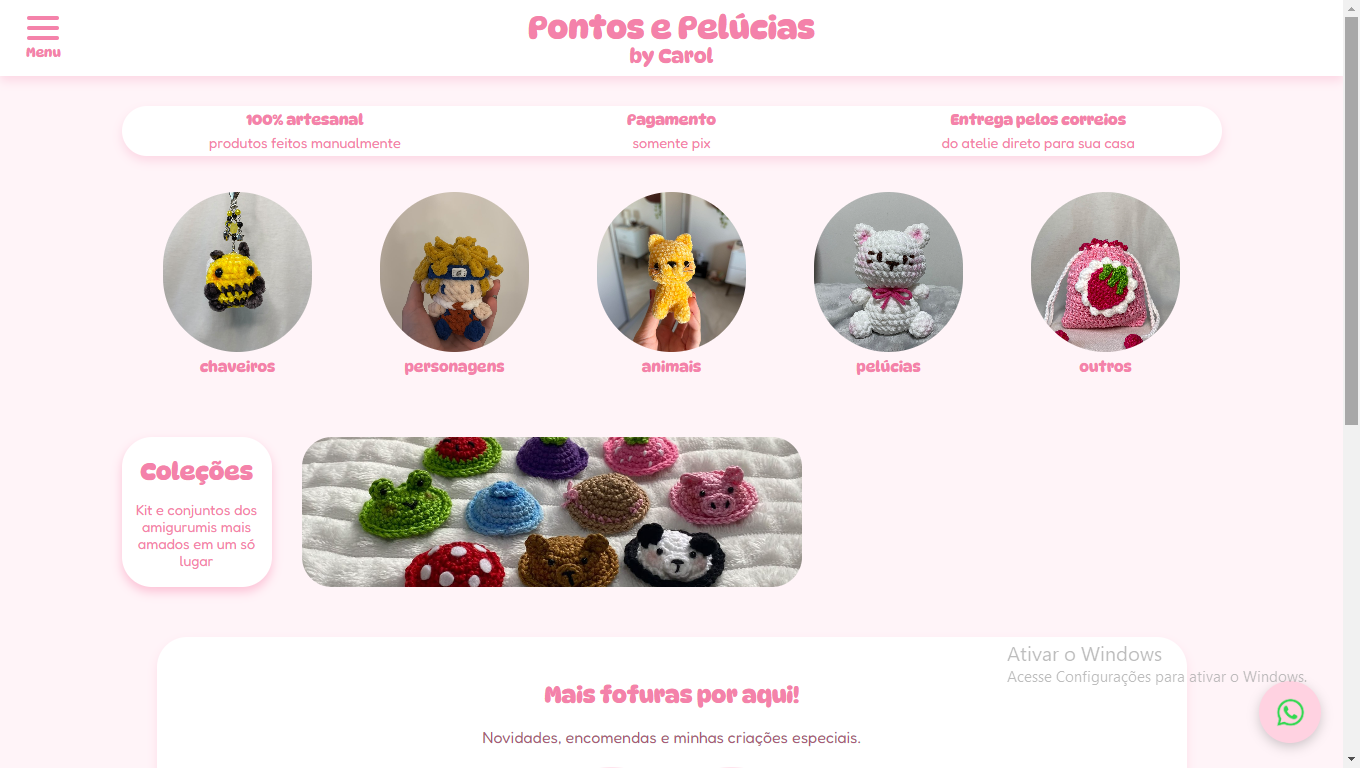 Menu
Pontos e Pelúcias
by Carol
100% artesanal
produtos feitos manualmente
Pagamento
somente pix
Entrega pelos correios
do atelie direto para sua casa
chaveiros
personagens
animais
pelúcias
outros
Coleções
Kit e conjuntos dos
amigurumis mais
amados em um só
lugar
Mais fofuras por aqui!
Novidades, encomendas e minhas criações especiais.
Ativar o Windows
Acesse Configurações para ativar o Windows.